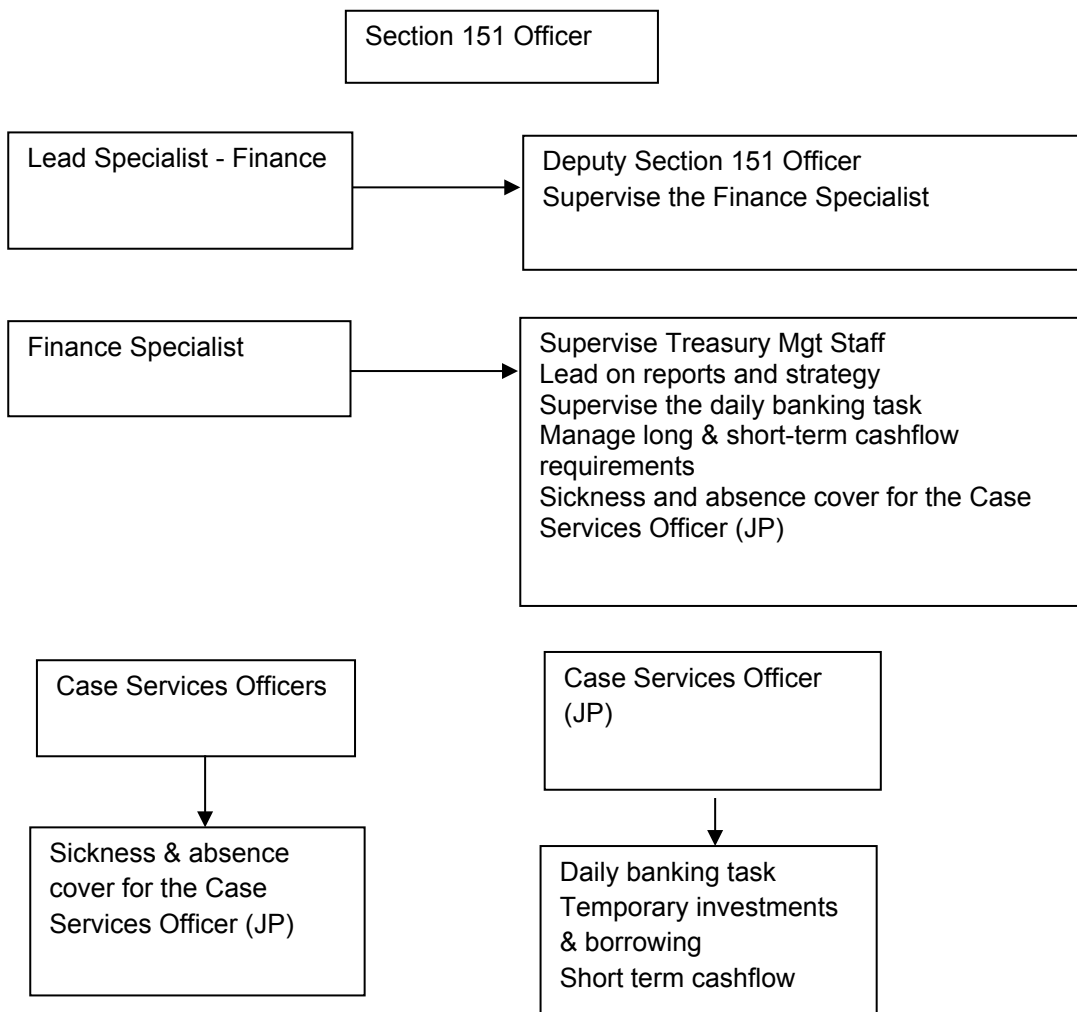 Section 151 Officer
Lead Specialist - Finance
Deputy Section 151 Officer
Supervise the Finance Specialist
Finance Specialist
Supervise Treasury Mgt Staff
Lead on reports and strategy
Supervise the daily banking task
Manage long & short-term cashflow
requirements
Sickness and absence cover for the Case
Services Officer (JP)
Case Services Officers
Case Services Officer
(JP)
Sickness & absence
cover for the Case
Services Officer (JP)
Daily banking task
Temporary investments
& borrowing
Short term cashflow